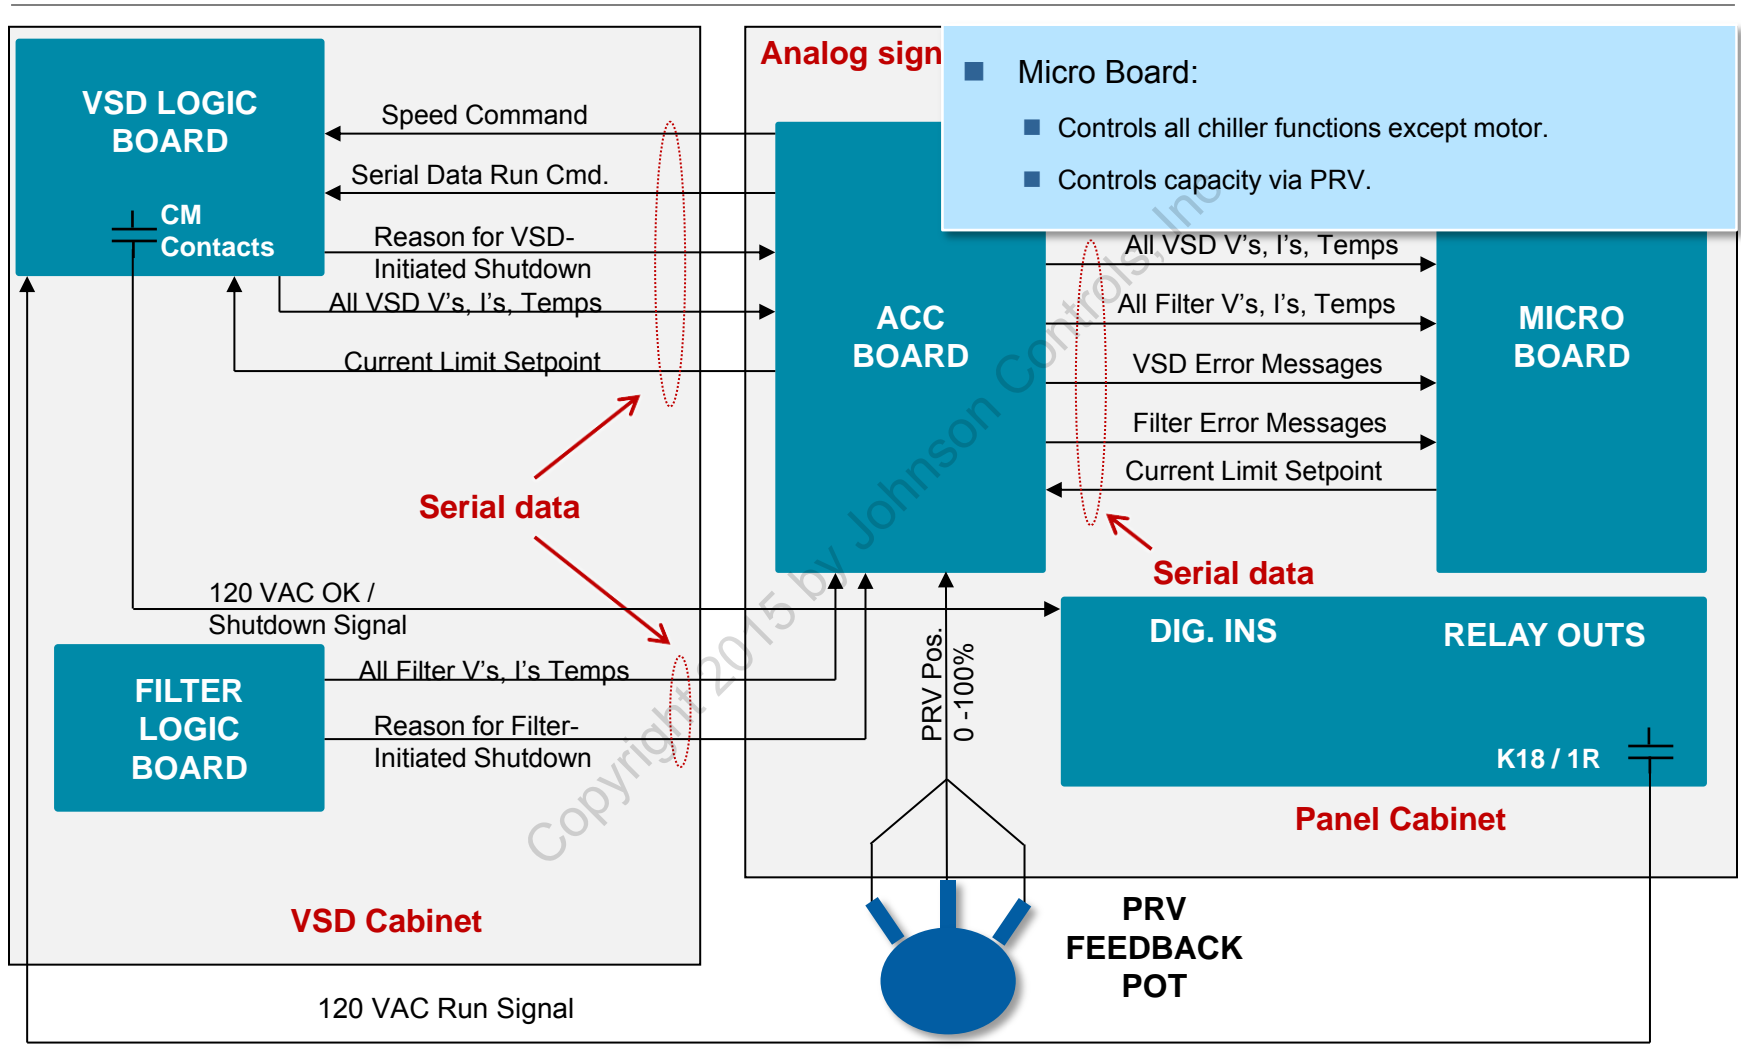 Analog sign
Micro Board:
Controls all chiller functions except motor.
Controls capacity via PRV.
VSD LOGIC
BOARD
CM
Contacts
Speed Command
Serial Data Run Cmd.
Reason for VSD-
Initiated Shutdown
All VSD V's, I's, Temps
Current Limit Setpoint
Serial data
ACC
BOARD
All VSD V's, I's, Temps
All Filter V's, I's, Temps
VSD Error Messages
Filter Error Messages
Current Limit Setpoint
Serial data
MICRO
BOARD
120 VAC OK /
Shutdown Signal
FILTER
LOGIC
BOARD
All Filter V's, I's Temps
Reason for Filter-
Initiated Shutdown
PRV Pos.
0 -100%
DIG. INS
RELAY OUTS
K18 / 1R
Panel Cabinet
VSD Cabinet
PRV
FEEDBACK
POT
120 VAC Run Signal
Copyright 2015 by Johnson Controls, Inc